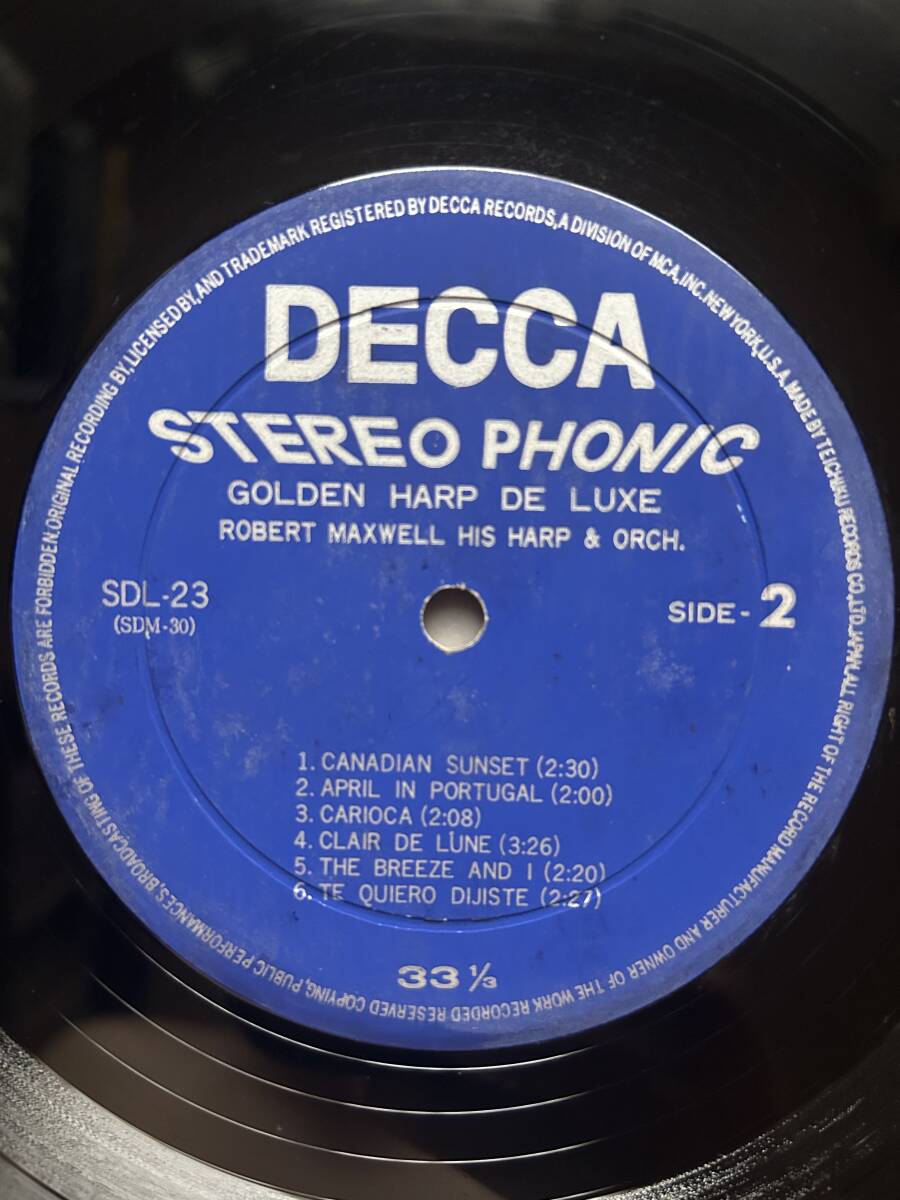 DECCA
STEREO PHONIC
GOLDEN HARP DE LUXE
ROBERT MAXWELL HIS HARP & ORCH.
SDL-23
(SDM-30)
SIDE-2
1. CANADIAN SUNSET (2:30)
2. APRIL IN PORTUGAL (2:00)
3. CARIOCA (2:08)
4. CLAIR DE LUNE (3:26)
5. THE BREEZE AND I (2:20)
6. TE QUIERO DIJISTE (2:27)
33 ⅓
ORIGINAL RECORDING BY, LICENSED BY, AND TRADEMARK REGISTERED BY DECCA RECORDS, A DIVISION OF MCA, INC. NEW YORK, U.S.A. MADE BY TEICHIKU RECORDS CO., LTD. JAPAN, ALL RIGHT OF THE RECORD MANUFACTURER AND OWNER OF THE WORK RECORDED RESERVED COPYING, PUBLIC PERFORMANCES, BROADCASTING OF THESE RECORDS ARE FORBIDDEN.